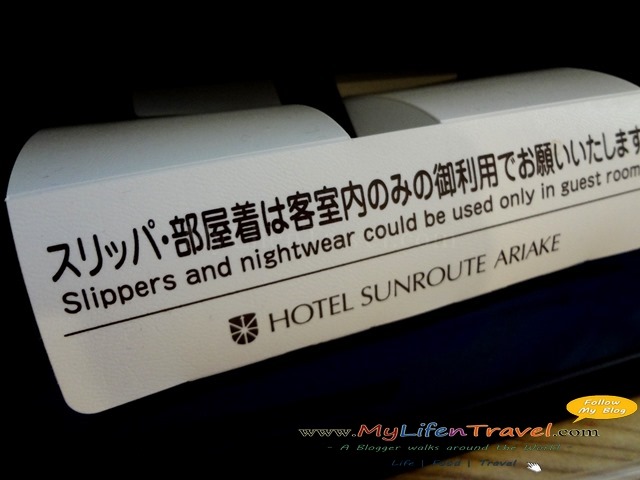 スリッパ・部屋着は客室内のみの御利用でお願いいたします
Slippers and nightwear could be used only in guest room
HOTEL SUNROUTE ARIAKE
Follow
My Blog
www.MyLifenTravel.com
- A Blogger walks around the World -
Life | Food | Travel